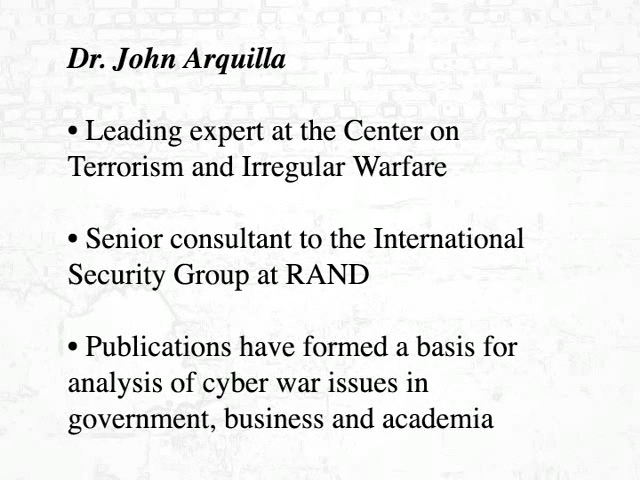 Dr. John Arquilla
• Leading expert at the Center on
Terrorism and Irregular Warfare
• Senior consultant to the International
Security Group at RAND
• Publications have formed a basis for
analysis of cyber war issues in
government, business and academia